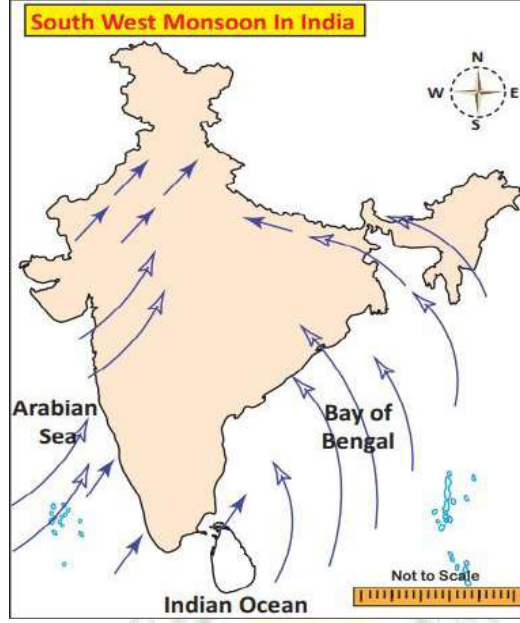 South West Monsoon In India
N
W
E
S
Arabian
Sea
Bay of
Bengal
Not to Scale
Indian Ocean